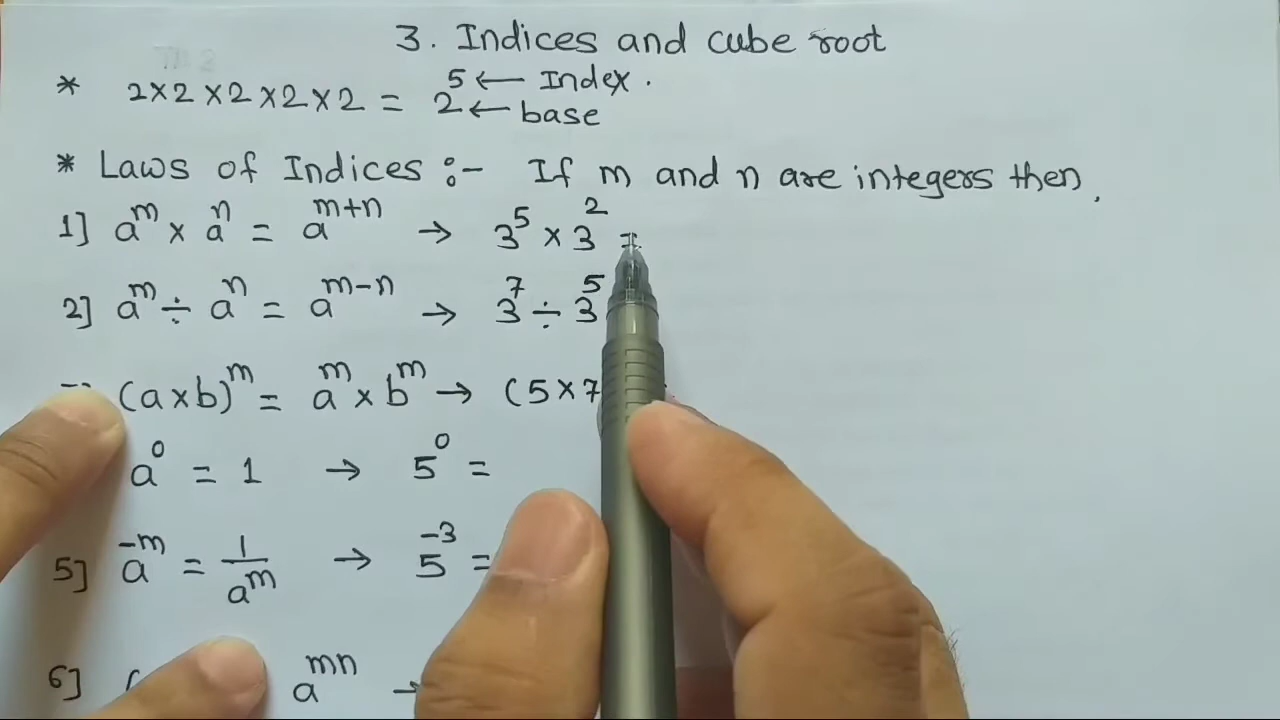 3. Indices and cube root
* 2×2×2×2×2 = 2⁵ ← Index.
← base
* Laws of Indices :- If m and n are integers then,
1] aᵐ × aⁿ = aᵐ⁺ⁿ → 3⁵ × 3² =
2] aᵐ ÷ aⁿ = aᵐ⁻ⁿ → 3⁷ ÷ 3⁵
(a×b)ᵐ = aᵐ × bᵐ → (5×7
a⁰ = 1 → 5⁰ =
5] a⁻ᵐ = 1/aᵐ → 5⁻³ =
6] ( aᵐⁿ →